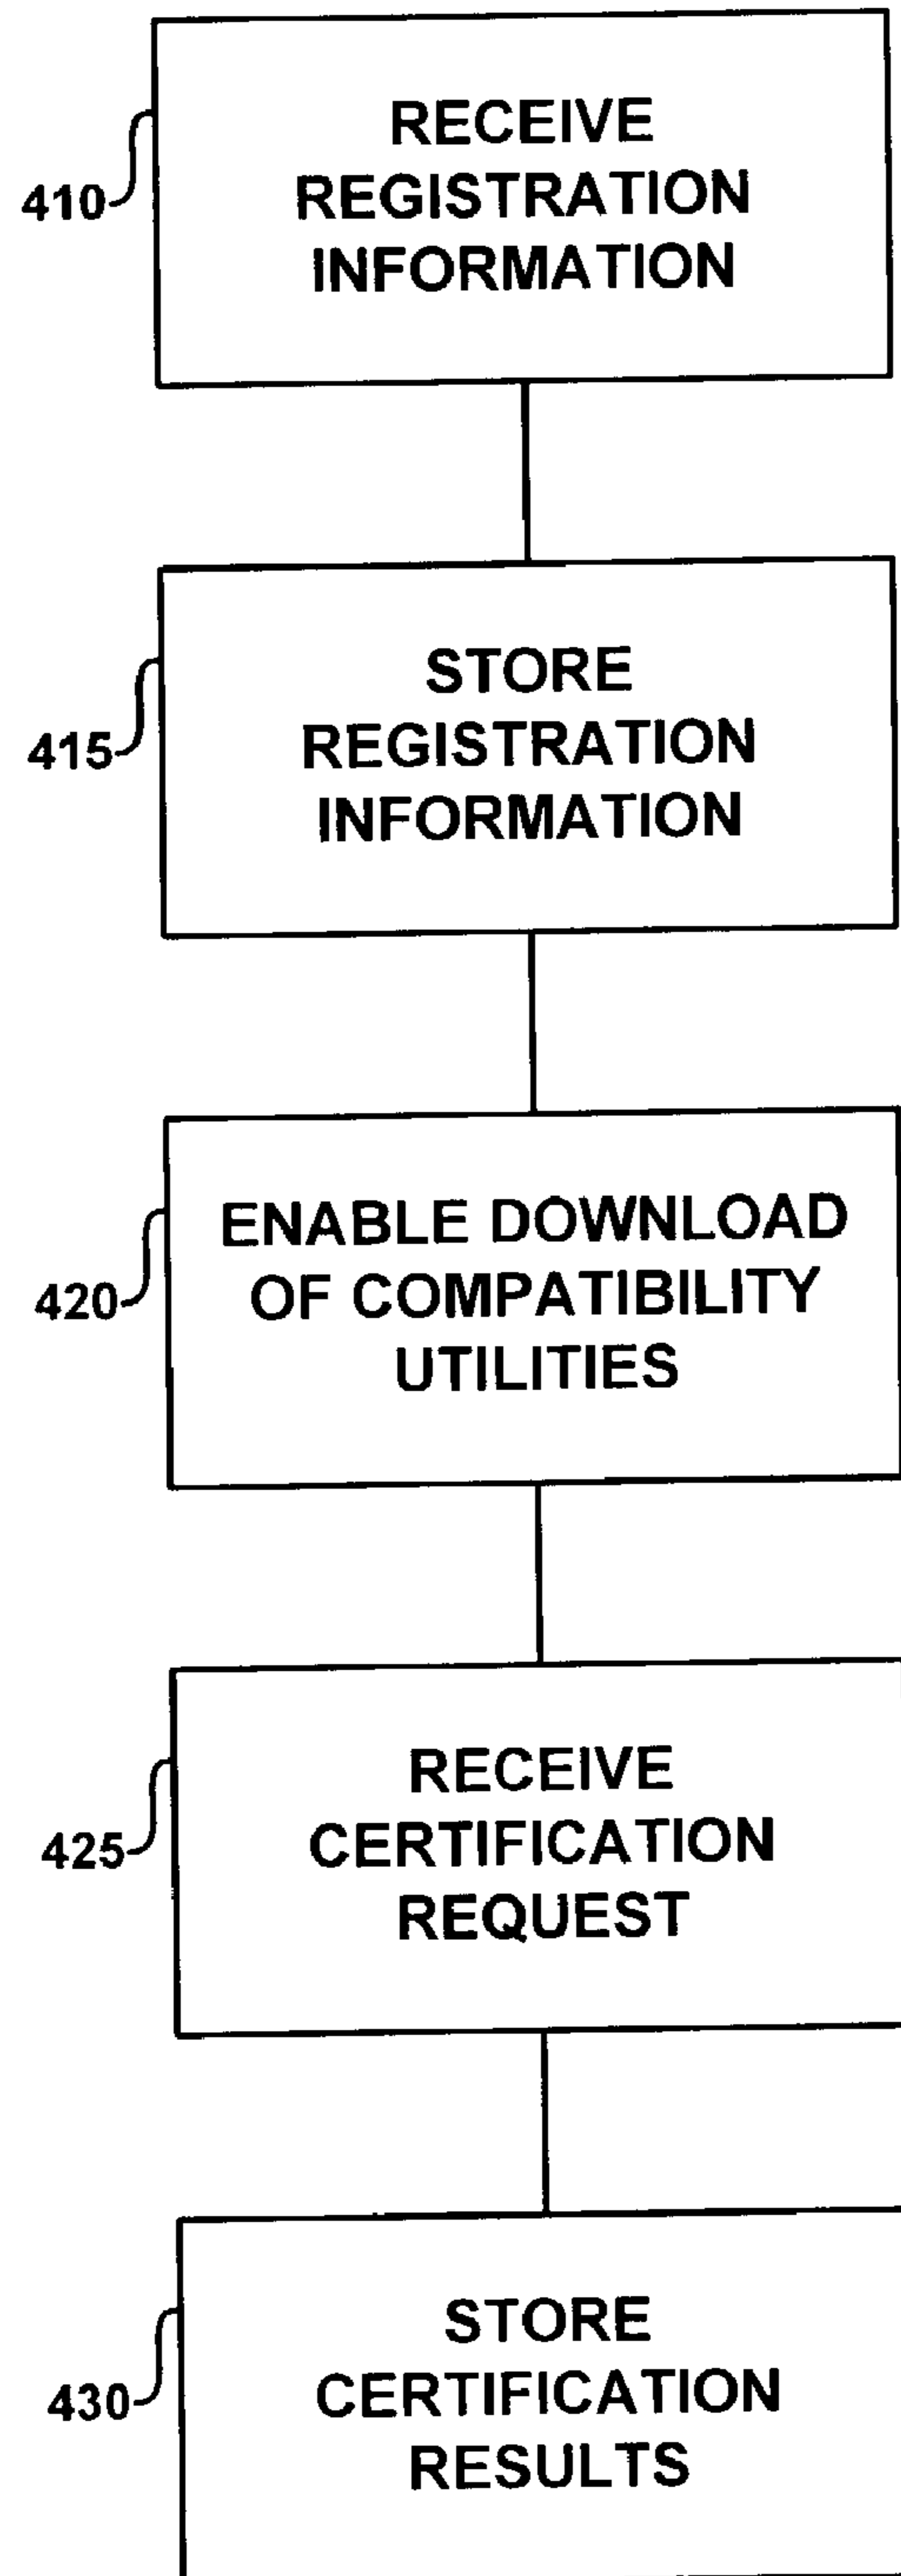 410
RECEIVE
REGISTRATION
INFORMATION
415
STORE
REGISTRATION
INFORMATION
420
ENABLE DOWNLOAD
OF COMPATIBILITY
UTILITIES
425
RECEIVE
CERTIFICATION
REQUEST
430
STORE
CERTIFICATION
RESULTS